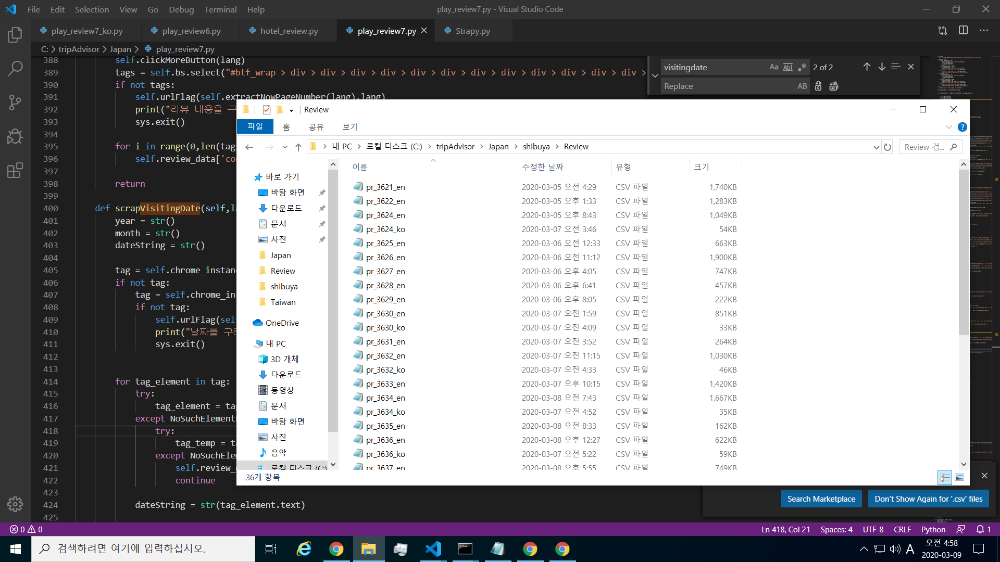 File Edit Selection View Go Debug Terminal Help
play_review7.py - Visual Studio Code
play_review7_ko.py
play_review6.py
hotel_review.py
play_review7.py
Strapy.py
C: > tripAdvisor > Japan > play_review7.py
388 self.clickMoreButton(lang)
389 tags = self.bs.select("#btf_wrap > div > div > div > div > div > div > div > div > div > div > div > div >
390 if not tags:
391 self.urlFlag(self.extractNowPageNumber(lang),lang)
392 print("리뷰 내용을 구
393 sys.exit()
394
395 for i in range(0,len(tag
396 self.review_data['co
397
398 return
399
400 def scrapVisitingDate(self,la
401 year = str()
402 month = str()
403 dateString = str()
404
405 tag = self.chrome_instanc
406 if not tag:
407 tag = self.chrome_ins
408 if not tag:
409 self.urlFlag(sel
410 print("날짜를 구하
411 sys.exit()
412
413
414 for tag_element in tag:
415 try:
416 tag_element = tag
417 except NoSuchElementE
418 try:
419 tag_temp = ta
420 except NoSuchElem
421 self.review_d
422 continue
423
424 dateString = str(tag_element.text)
425
visitingdate
Aa Abl .*
2 of 2
Replace
AB
Review
파일 홈 공유 보기
내 PC > 로컬 디스크 (C:) > tripAdvisor > Japan > shibuya > Review
Review 검...
바로 가기
바탕 화면
다운로드
문서
사진
Japan
Review
shibuya
Taiwan
OneDrive
내 PC
3D 개체
다운로드
동영상
문서
바탕 화면
사진
음악
로컬 디스크 (C:)
이름 수정한 날짜 유형 크기
pr_3621_en 2020-03-05 오전 4:29 CSV 파일 1,740KB
pr_3622_en 2020-03-05 오후 1:33 CSV 파일 1,283KB
pr_3624_en 2020-03-05 오후 8:43 CSV 파일 1,049KB
pr_3624_ko 2020-03-07 오전 3:46 CSV 파일 54KB
pr_3625_en 2020-03-06 오전 12:33 CSV 파일 663KB
pr_3626_en 2020-03-06 오전 11:12 CSV 파일 1,900KB
pr_3627_en 2020-03-06 오후 4:05 CSV 파일 747KB
pr_3628_en 2020-03-06 오후 6:41 CSV 파일 457KB
pr_3629_en 2020-03-06 오후 8:05 CSV 파일 222KB
pr_3630_en 2020-03-07 오전 1:59 CSV 파일 851KB
pr_3630_ko 2020-03-07 오전 4:09 CSV 파일 33KB
pr_3631_en 2020-03-07 오전 3:52 CSV 파일 264KB
pr_3632_en 2020-03-07 오전 11:15 CSV 파일 1,030KB
pr_3632_ko 2020-03-07 오전 4:33 CSV 파일 46KB
pr_3633_en 2020-03-07 오후 10:15 CSV 파일 1,420KB
pr_3634_en 2020-03-08 오전 7:43 CSV 파일 1,667KB
pr_3634_ko 2020-03-07 오전 4:52 CSV 파일 35KB
pr_3635_en 2020-03-08 오전 8:33 CSV 파일 162KB
pr_3636_en 2020-03-08 오후 12:27 CSV 파일 622KB
pr_3636_ko 2020-03-07 오전 5:22 CSV 파일 59KB
pr_3637_en 2020-03-08 오후 5:55 CSV 파일 749KB
36개 항목
Search Marketplace
Don't Show Again for '.csv' files
0 0
Ln 418, Col 21 Spaces: 4 UTF-8 CRLF Python 1
검색하려면 여기에 입력하십시오.
A
오전 4:58
2020-03-09